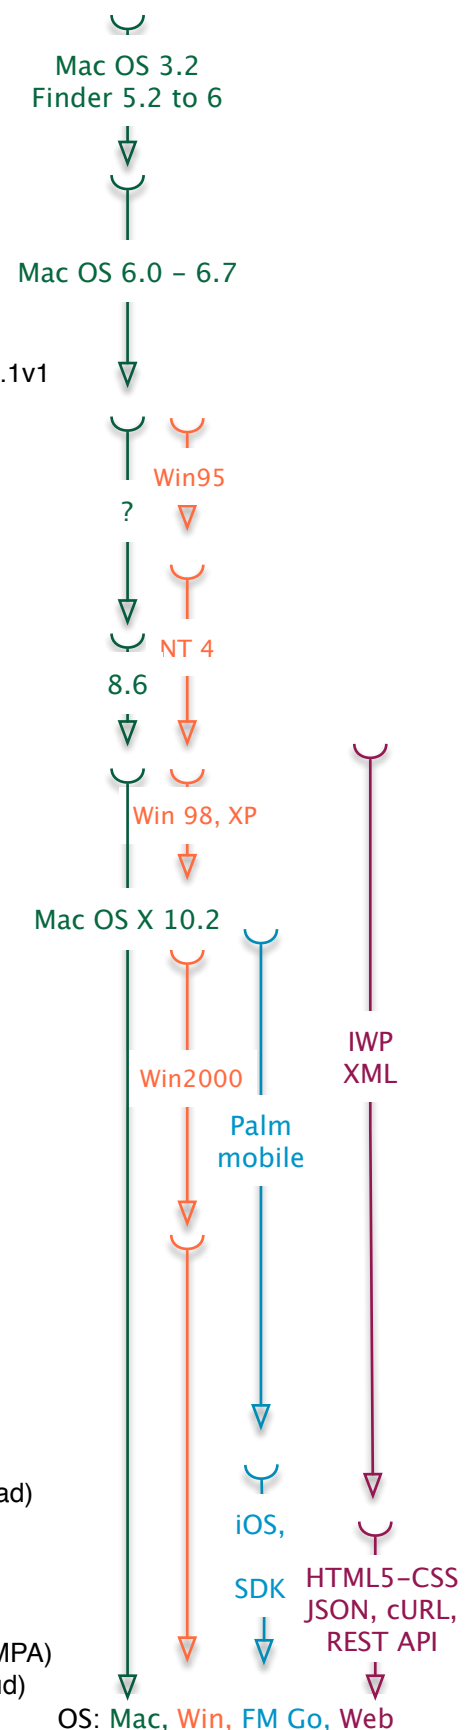 Mac OS 3.2
Finder 5.2 to 6
Mac OS 6.0 – 6.7
.1v1
Win95
?
NT 4
8.6
Win 98, XP
Mac OS X 10.2
IWP
XML
Win2000
Palm
mobile
ad)
iOS,
SDK
HTML5-CSS
JSON, cURL,
REST API
MPA)
ud)
OS: Mac, Win, FM Go, Web